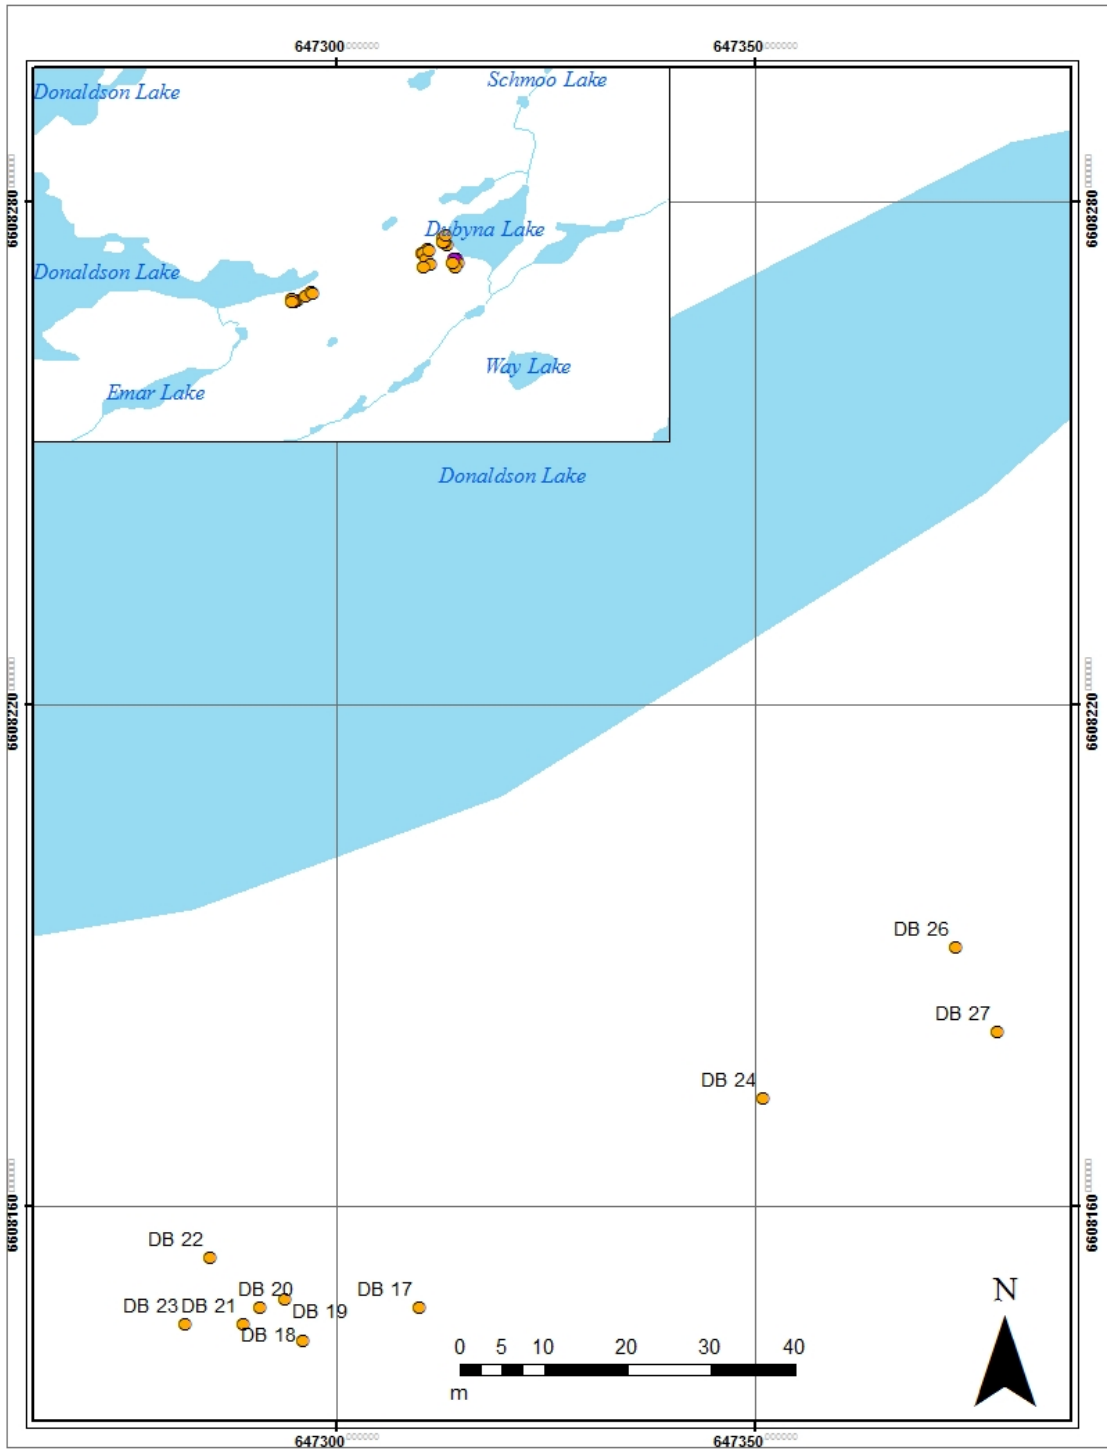 647300
647350
Donaldson Lake
Schmoo Lake
6608280
6608280
Dubyna Lake
Donaldson Lake
Way Lake
Emar Lake
Donaldson Lake
6608220
6608220
DB 26
DB 27
DB 24
6608160
6608160
DB 22
DB 20
DB 17
DB 23
DB 21
DB 19
DB 18
N
0 5 10 20 30 40
m
647300
647350